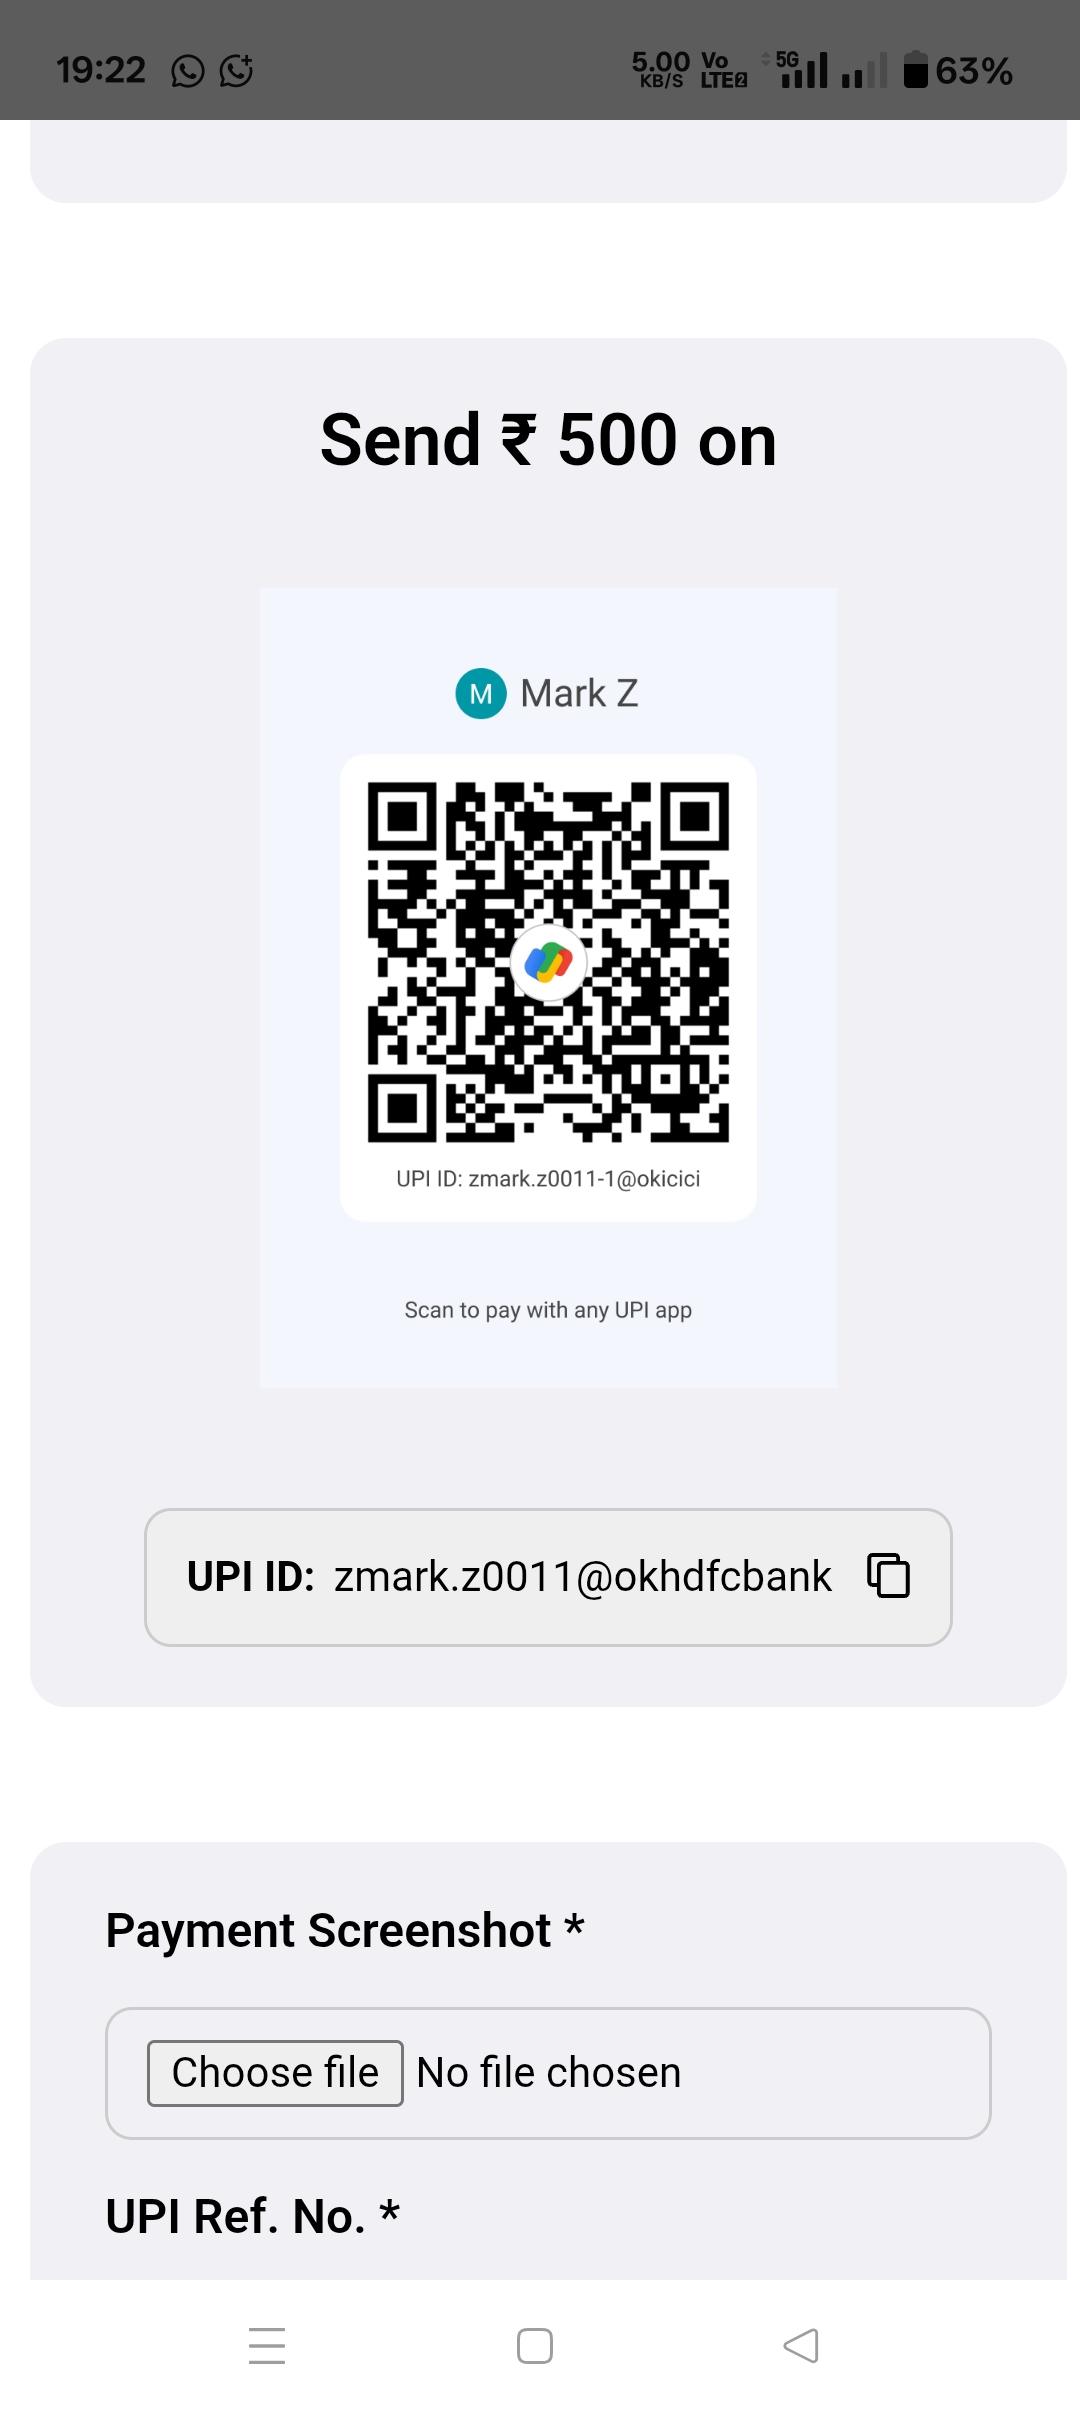 19:22
5.00 KB/S Vo LTE2 5G 63%
Send ₹ 500 on
M Mark Z
UPI ID: zmark.z0011-1@okicici
Scan to pay with any UPI app
UPI ID: zmark.z0011@okhdfcbank
Payment Screenshot *
Choose file No file chosen
UPI Ref. No. *